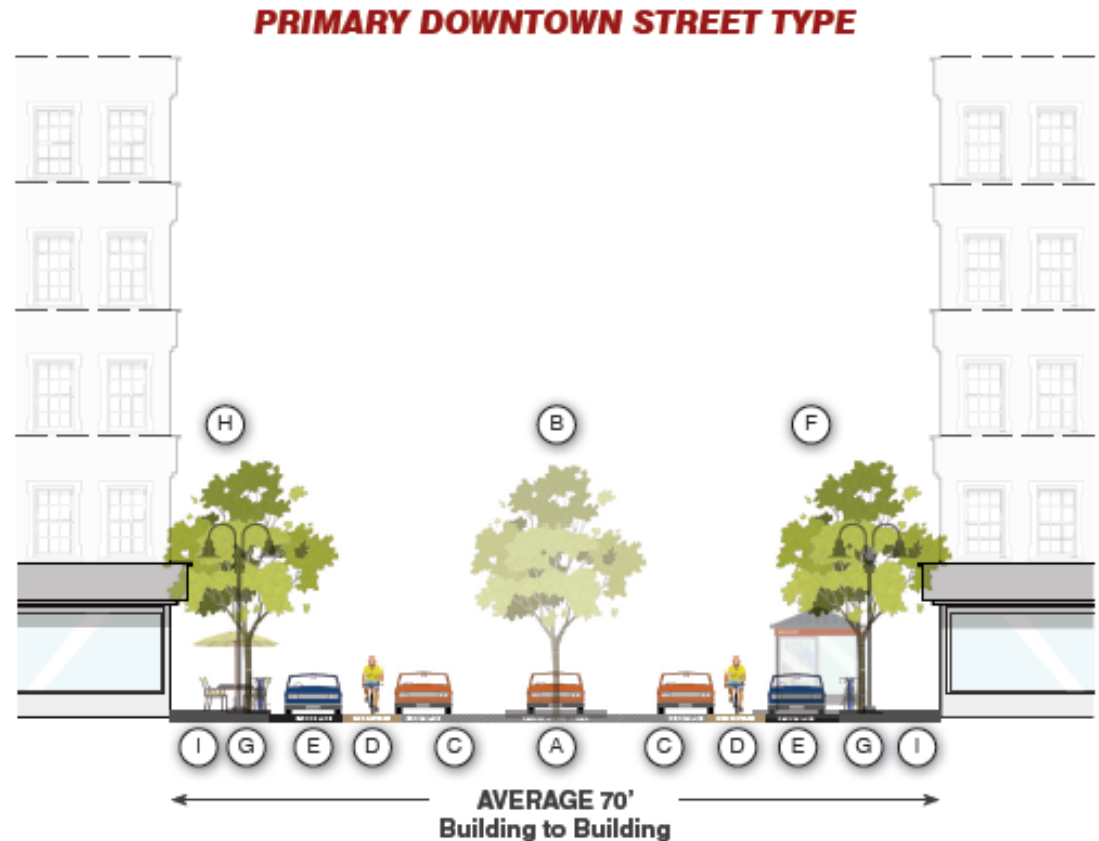 PRIMARY DOWNTOWN STREET TYPE
H B F
I G E D C A C D E G I
AVERAGE 70'
Building to Building